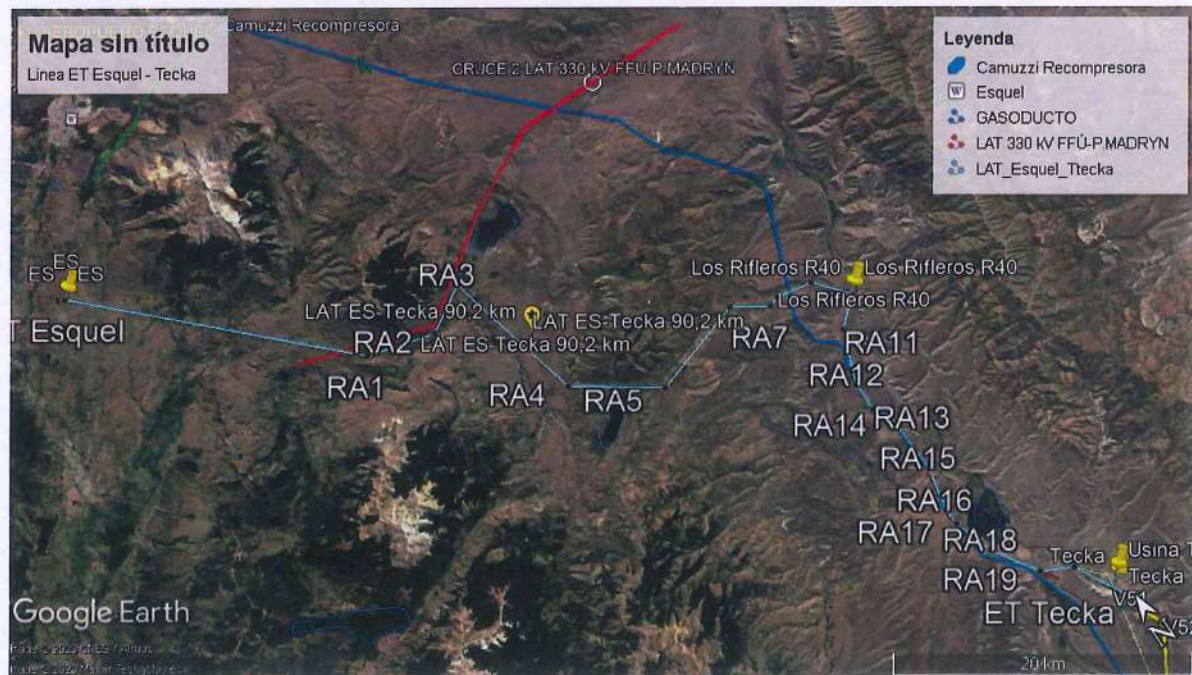 Mapa sin título
Linea ET Esquel - Tecka
Camuzzi Recompresora
CRUCE 2 LAT 330 kV FFÚ-P.MADRYN
Leyenda
Camuzzi Recompresora
Esquel
GASODUCTO
LAT 330 kV FFÚ-P.MADRYN
LAT_Esquel_Ttecka
ES
ES
ES
T Esquel
RA3
Los Rifleros R40
Los Rifleros R40
Los Rifleros R40
LAT ES-Tecka 90.2 km
LAT ES-Tecka 90,2 km
RA2
LAT ES-Tecka 90,2 km
RA7
RA11
RA1
RA4
RA5
RA12
RA14
RA13
RA15
RA16
RA17
RA18
RA19
Tecka
Usina T
Tecka
V51
ET Tecka
V52
Google Earth
204 km